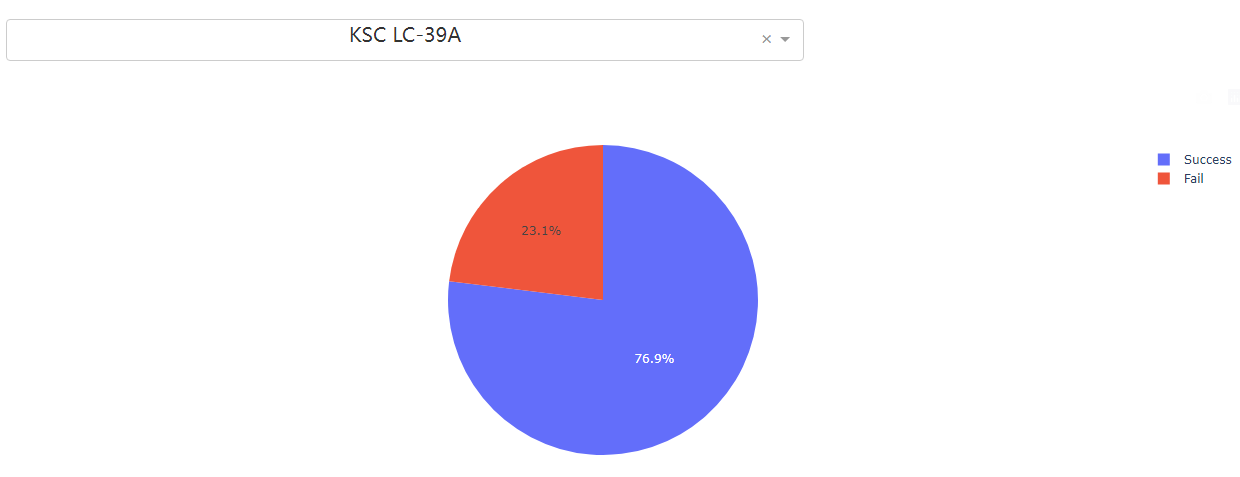 KSC LC-39A
Success
Fail
23.1%
76.9%